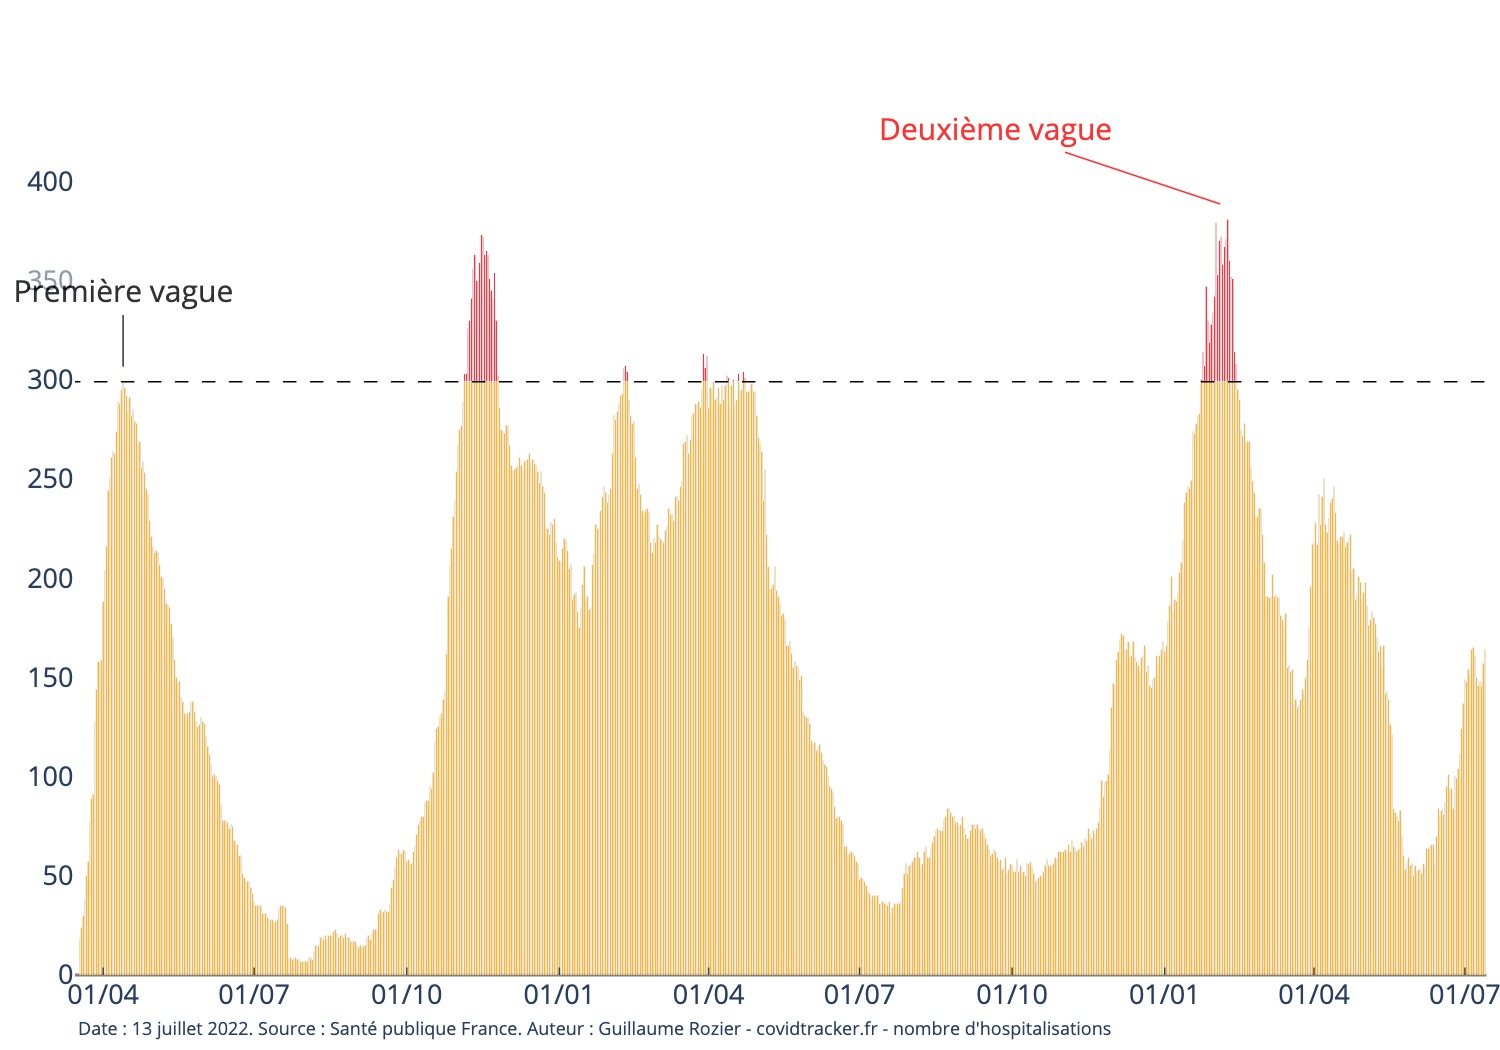 Deuxième vague
400
350
Première vague
300
250
200
150
100
50
0
01/04 01/07 01/10 01/01 01/04 01/07 01/10 01/01 01/04 01/07
Date : 13 juillet 2022. Source : Santé publique France. Auteur : Guillaume Rozier - covidtracker.fr - nombre d'hospitalisations